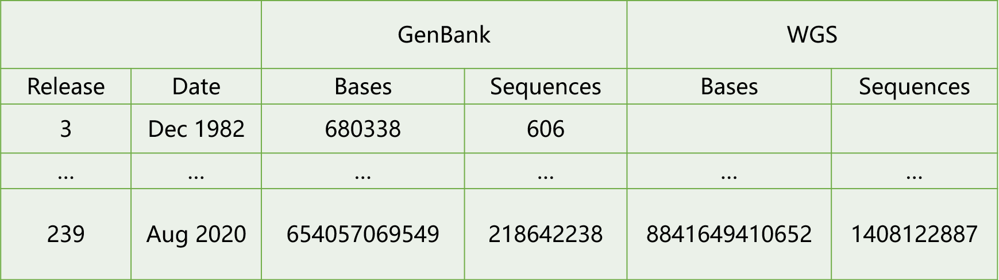 GenBank WGS
Release Date Bases Sequences Bases Sequences
3 Dec 1982 680338 606
... ... ... ... ... ...
239 Aug 2020 654057069549 218642238 8841649410652 1408122887